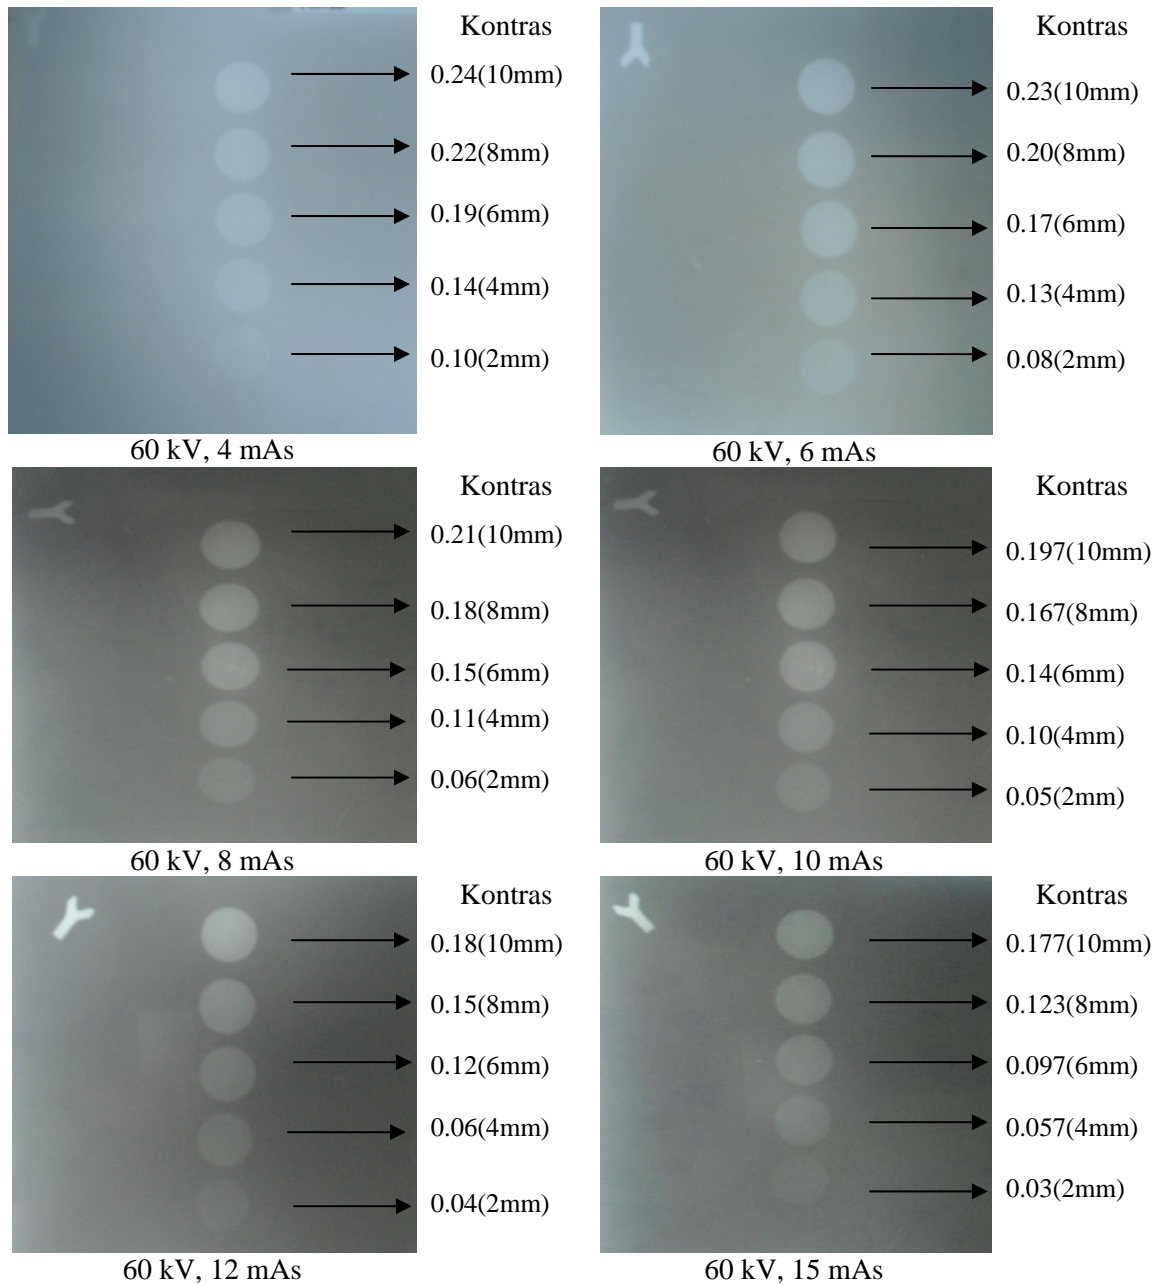 Kontras
0.24(10mm)
0.22(8mm)
0.19(6mm)
0.14(4mm)
0.10(2mm)
60 kV, 4 mAs
Kontras
0.23(10mm)
0.20(8mm)
0.17(6mm)
0.13(4mm)
0.08(2mm)
60 kV, 6 mAs
Kontras
0.21(10mm)
0.18(8mm)
0.15(6mm)
0.11(4mm)
0.06(2mm)
60 kV, 8 mAs
Kontras
0.197(10mm)
0.167(8mm)
0.14(6mm)
0.10(4mm)
0.05(2mm)
60 kV, 10 mAs
Kontras
0.18(10mm)
0.15(8mm)
0.12(6mm)
0.06(4mm)
0.04(2mm)
60 kV, 12 mAs
Kontras
0.177(10mm)
0.123(8mm)
0.097(6mm)
0.057(4mm)
0.03(2mm)
60 kV, 15 mAs